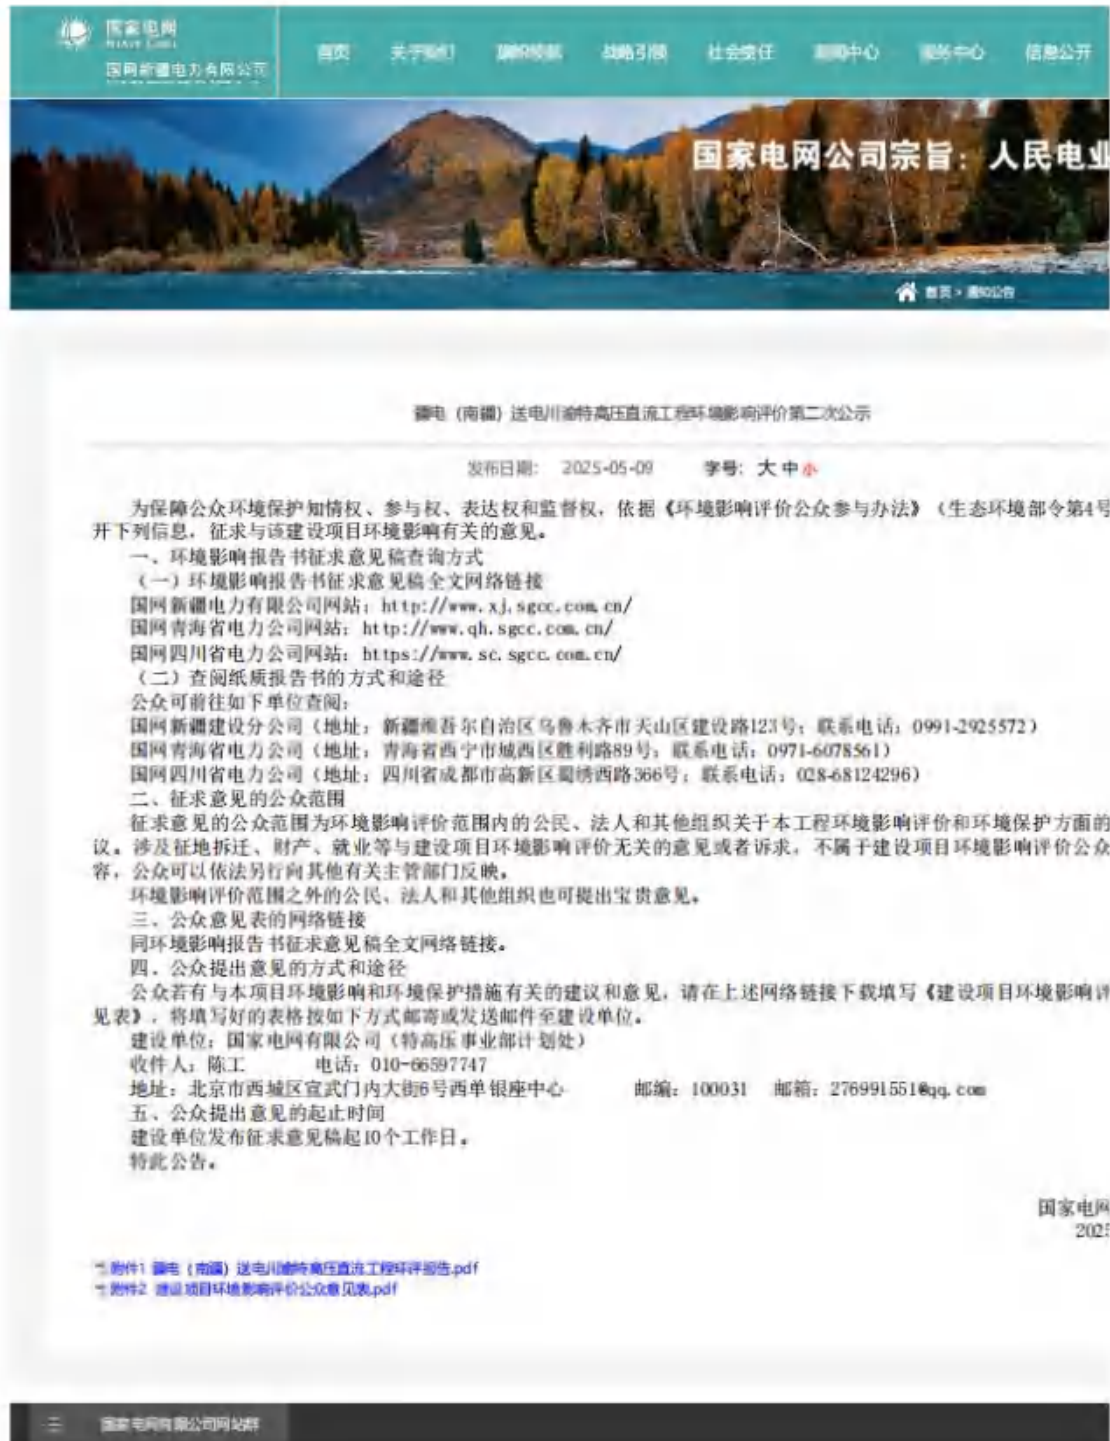 国家电网
STATE GRID
国网新疆电力有限公司
首页 关于我们 旗帜领航 战略引领 社会责任 新闻中心 服务中心 信息公开
国家电网公司宗旨：人民电业
首页 > 通知公告
疆电（南疆）送电川渝特高压直流工程环境影响评价第二次公示
发布日期： 2025-05-09 字号：大 中 小
为保障公众环境保护知情权、参与权、表达权和监督权，依据《环境影响评价公众参与办法》（生态环境部令第4号
开下列信息，征求与该建设项目环境影响有关的意见。
一、环境影响报告书征求意见稿查询方式
（一）环境影响报告书征求意见稿全文网络链接
国网新疆电力有限公司网站：http://www.xj.sgcc.com.cn/
国网青海省电力公司网站：http://www.qh.sgcc.com.cn/
国网四川省电力公司网站：https://www.sc.sgcc.com.cn/
（二）查阅纸质报告书的方式和途径
公众可前往如下单位查阅：
国网新疆建设分公司（地址：新疆维吾尔自治区乌鲁木齐市天山区建设路123号；联系电话：0991-2925572）
国网青海省电力公司（地址：青海省西宁市城西区胜利路89号；联系电话：0971-6078561）
国网四川省电力公司（地址：四川省成都市高新区蜀绣西路366号；联系电话：028-68124296）
二、征求意见的公众范围
征求意见的公众范围为环境影响评价范围内的公民、法人和其他组织关于本工程环境影响评价和环境保护方面的
议。涉及征地拆迁、财产、就业等与建设项目环境影响评价无关的意见或者诉求，不属于建设项目环境影响评价公众
容，公众可以依法另行向其他有关主管部门反映。
环境影响评价范围之外的公民、法人和其他组织也可提出宝贵意见。
三、公众意见表的网络链接
同环境影响报告书征求意见稿全文网络链接。
四、公众提出意见的方式和途径
公众若有与本项目环境影响和环境保护措施有关的建议和意见，请在上述网络链接下载填写《建设项目环境影响评
见表》，将填写好的表格按如下方式邮寄或发送邮件至建设单位。
建设单位：国家电网有限公司（特高压事业部计划处）
收件人：陈工 电话：010-66597747
地址：北京市西城区宣武门内大街6号西单银座中心 邮编：100031 邮箱：276991551@qq.com
五、公众提出意见的起止时间
建设单位发布征求意见稿起10个工作日。
特此公告。
国家电网
2025
附件1 疆电（南疆）送电川渝特高压直流工程环评报告.pdf
附件2 建设项目环境影响评价公众意见表.pdf
国家电网有限公司网站群